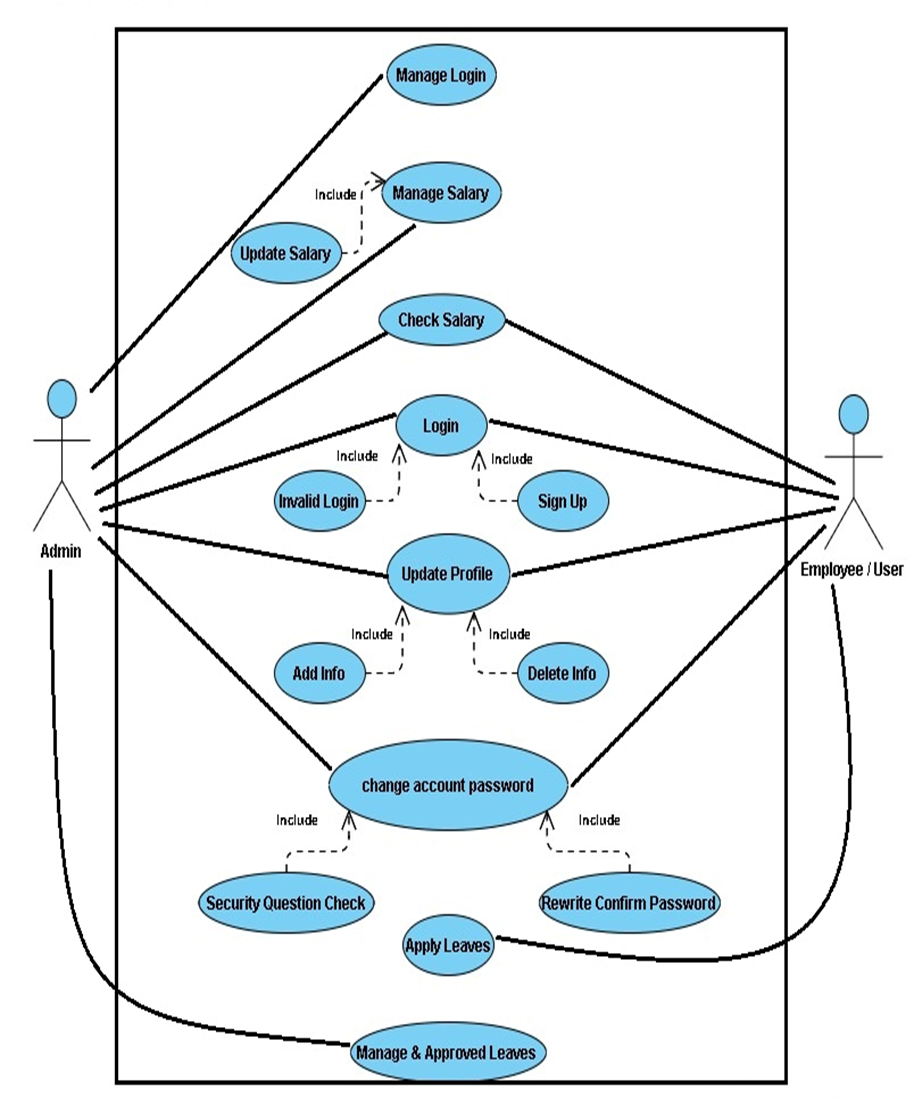 Manage Login
Include
Manage Salary
Update Salary
Check Salary
Login
Include
Include
Invalid Login
Sign Up
Admin
Update Profile
Employee / User
Include
Include
Add Info
Delete Info
change account password
Include
Include
Security Question Check
Rewrite Confirm Password
Apply Leaves
Manage & Approved Leaves